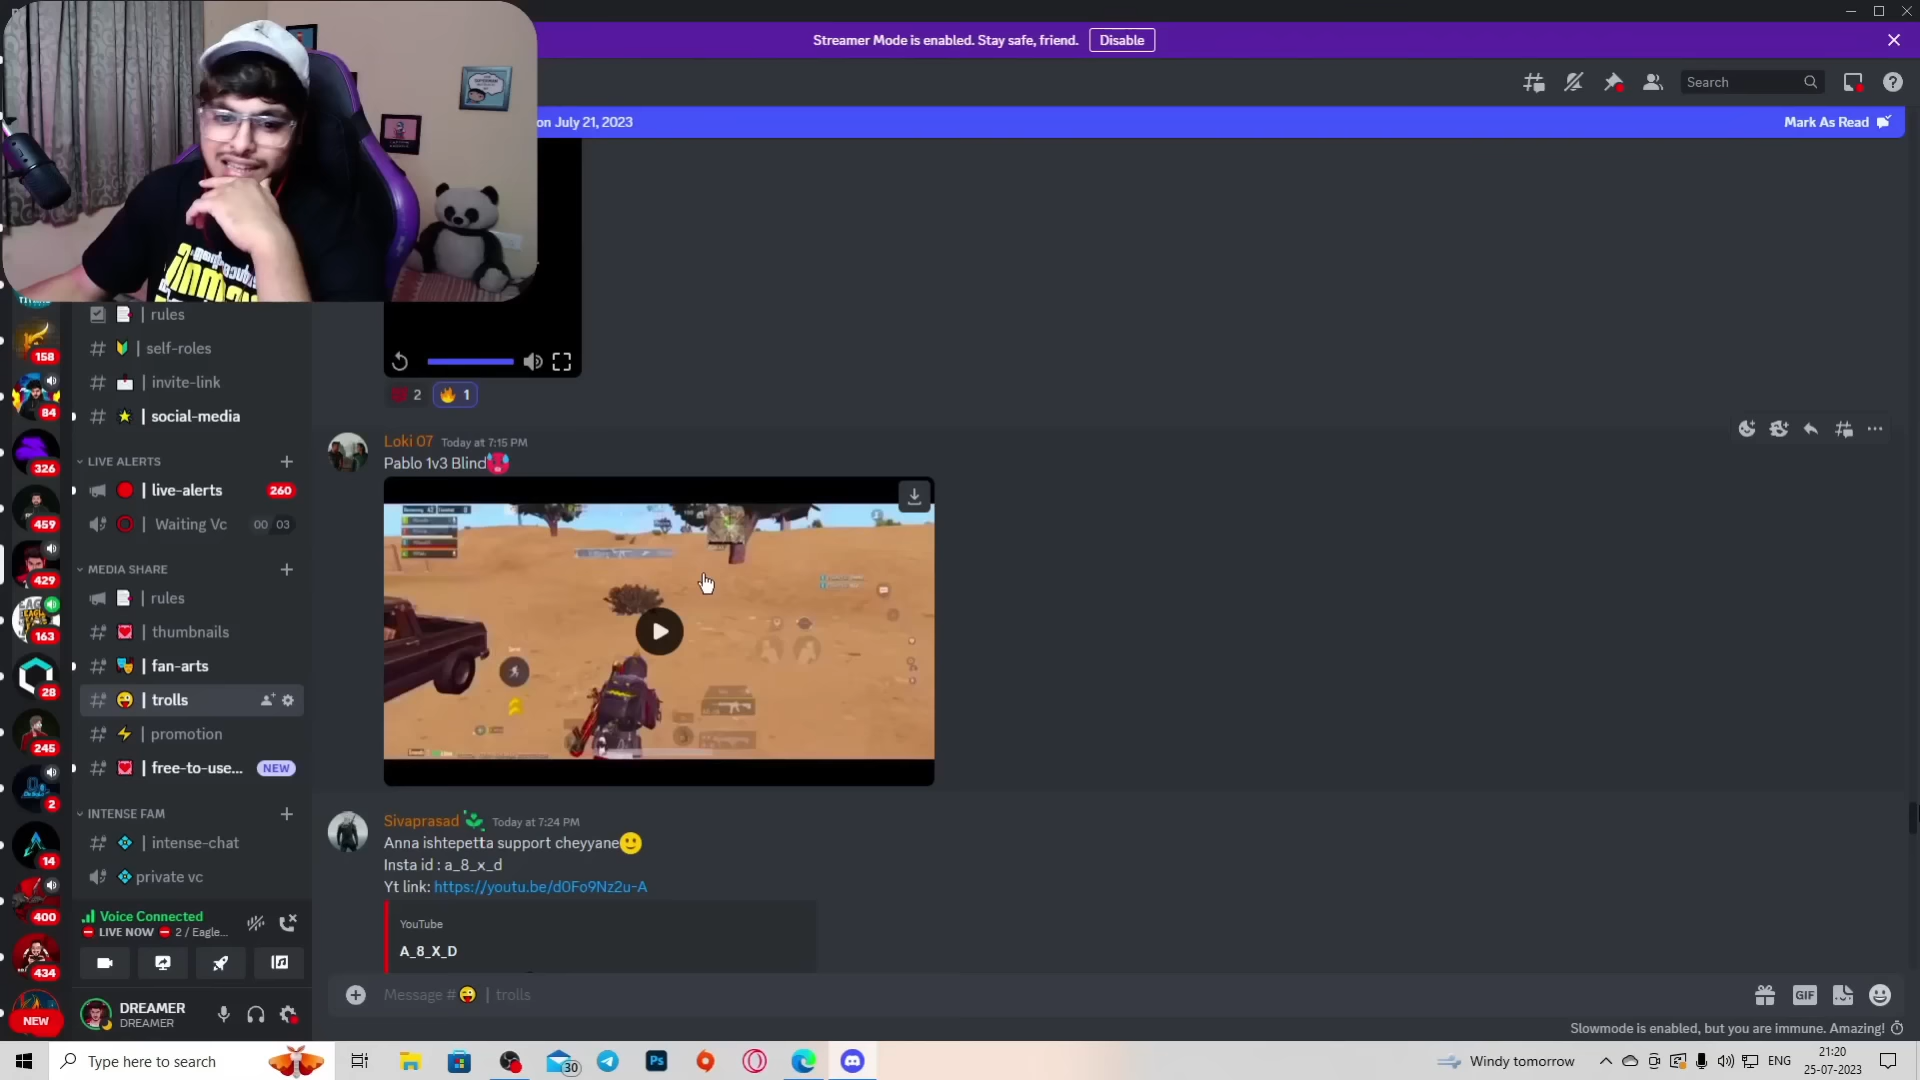 Streamer Mode is enabled. Stay safe, friend. Disable
Search
on July 21, 2023
Mark As Read
| rules
| self-roles
| invite-link
| social-media
LIVE ALERTS
| live-alerts 260
| Waiting Vc 00 03
MEDIA SHARE
| rules
| thumbnails
| fan-arts
| trolls
| promotion
| free-to-use... NEW
INTENSE FAM
| intense-chat
private vc
158
84
326
459
429
163
28
245
2
14
400
434
NEW
Voice Connected
LIVE NOW 2 / Eagle...
DREAMER
DREAMER
2 🔥 1
Loki 07 Today at 7:15 PM
Pablo 1v3 Blind🥵
Sivaprasad Today at 7:24 PM
Anna ishtepetta support cheyyane🙂
Insta id : a_8_x_d
Yt link: https://youtu.be/d0Fo9Nz2u-A
YouTube
A_8_X_D
Message #😜 | trolls
GIF
Slowmode is enabled, but you are immune. Amazing!
Type here to search
30
Ps
Windy tomorrow
ENG
21:20
25-07-2023